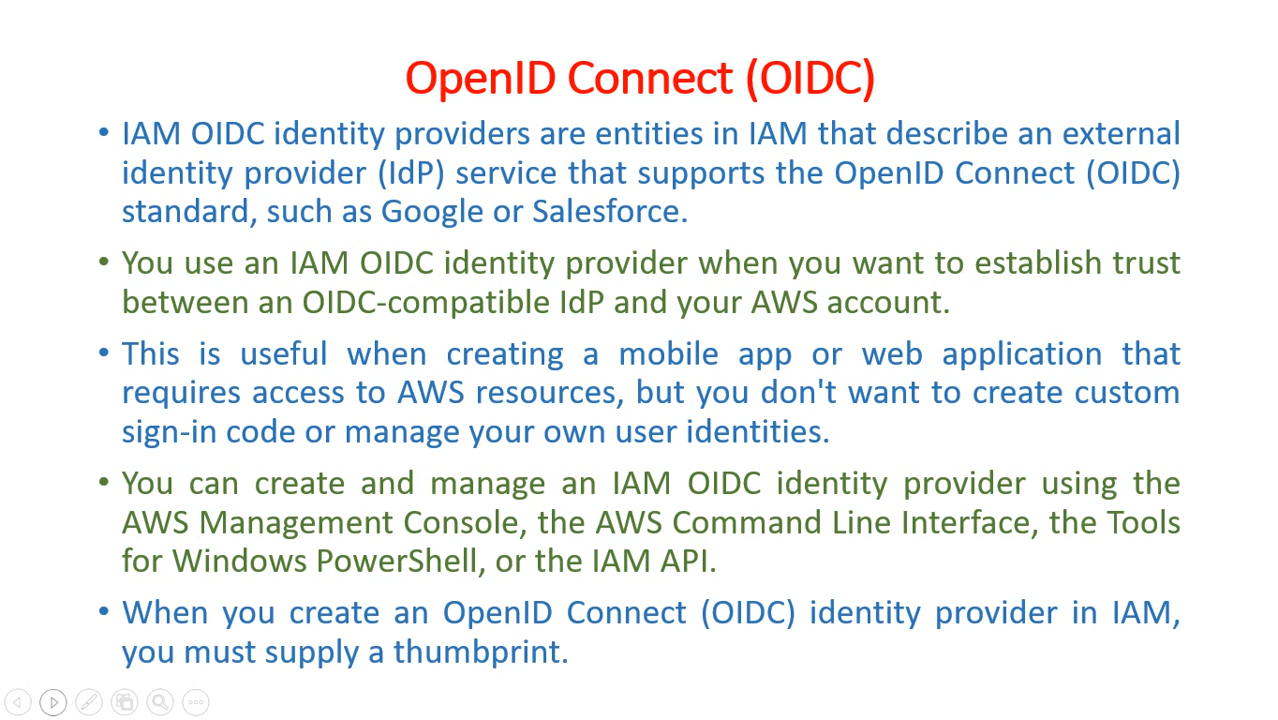 OpenID Connect (OIDC)
• IAM OIDC identity providers are entities in IAM that describe an external
identity provider (IdP) service that supports the OpenID Connect (OIDC)
standard, such as Google or Salesforce.
• You use an IAM OIDC identity provider when you want to establish trust
between an OIDC-compatible IdP and your AWS account.
• This is useful when creating a mobile app or web application that
requires access to AWS resources, but you don't want to create custom
sign-in code or manage your own user identities.
• You can create and manage an IAM OIDC identity provider using the
AWS Management Console, the AWS Command Line Interface, the Tools
for Windows PowerShell, or the IAM API.
• When you create an OpenID Connect (OIDC) identity provider in IAM,
you must supply a thumbprint.